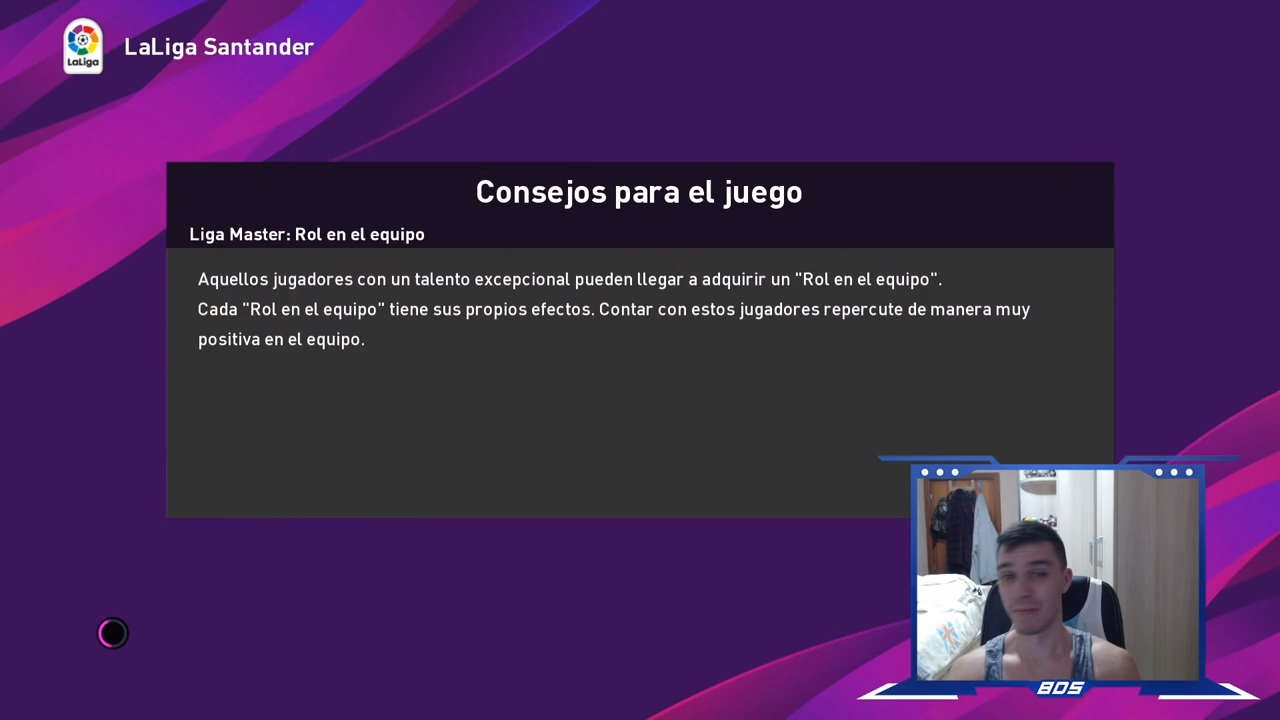 LaLiga
LaLiga Santander
Consejos para el juego
Liga Master: Rol en el equipo
Aquellos jugadores con un talento excepcional pueden llegar a adquirir un "Rol en el equipo".
Cada "Rol en el equipo" tiene sus propios efectos. Contar con estos jugadores repercute de manera muy
positiva en el equipo.
BDS